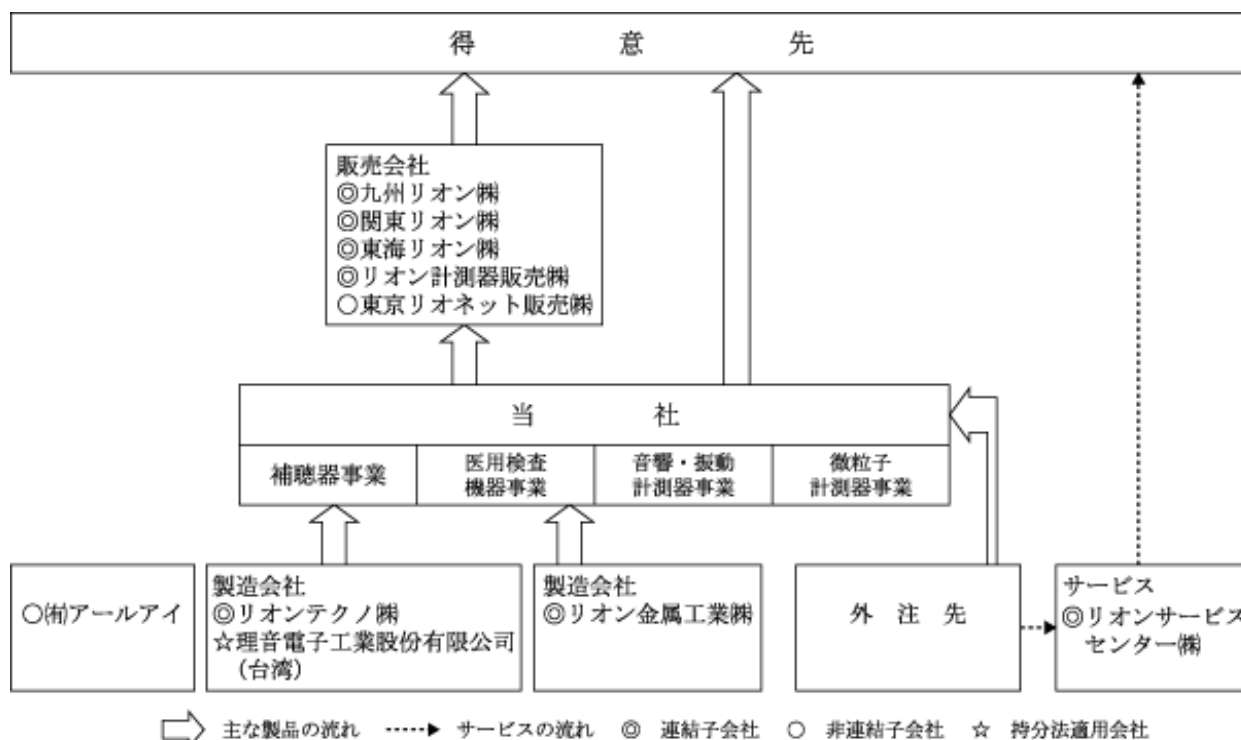 得意先
販売会社
◎九州リオン㈱
◎関東リオン㈱
◎東海リオン㈱
◎リオン計測器販売㈱
○東京リオネット販売㈱
当社
補聴器事業
医用検査
機器事業
音響・振動
計測器事業
微粒子
計測器事業
○㈲アールアイ
製造会社
◎リオンテクノ㈱
☆理音電子工業股份有限公司
(台湾)
製造会社
◎リオン金属工業㈱
外注先
サービス
◎リオンサービス
センター㈱
主な製品の流れ サービスの流れ ◎ 連結子会社 ○ 非連結子会社 ☆ 持分法適用会社